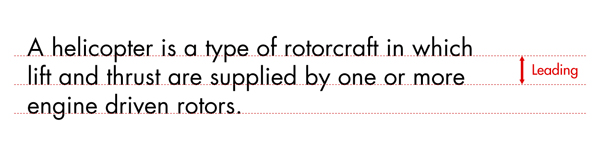 A helicopter is a type of rotorcraft in which
lift and thrust are supplied by one or more
engine driven rotors.
Leading